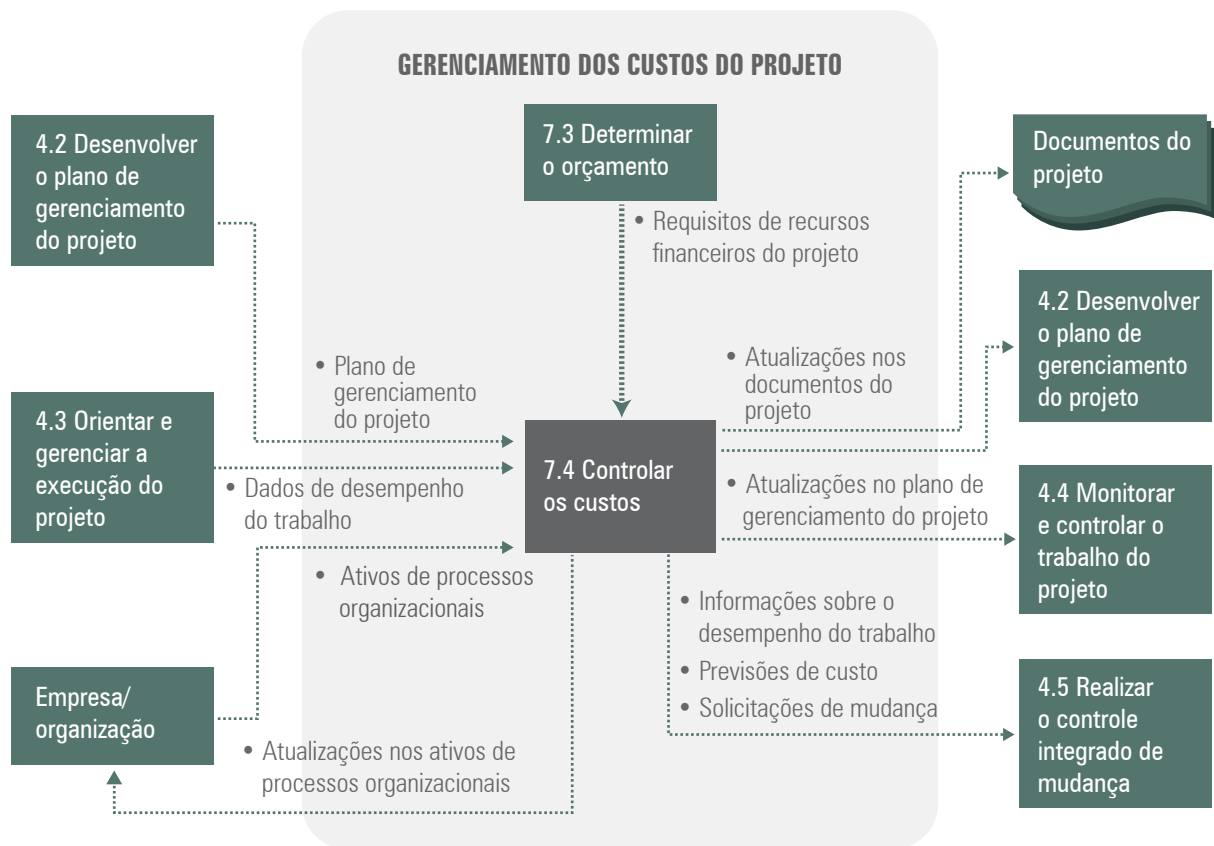 GERENCIAMENTO DOS CUSTOS DO PROJETO
4.2 Desenvolver
o plano de
gerenciamento
do projeto
7.3 Determinar
o orçamento
Documentos do
projeto
• Requisitos de recursos
financeiros do projeto
4.2 Desenvolver
o plano de
gerenciamento
do projeto
• Plano de
gerenciamento
do projeto
• Atualizações nos
documentos do
projeto
4.3 Orientar e
gerenciar a
execução do
projeto
• Dados de desempenho
do trabalho
7.4 Controlar
os custos
• Atualizações no plano de
gerenciamento do projeto
4.4 Monitorar
e controlar o
trabalho do
projeto
• Ativos de processos
organizacionais
• Informações sobre o
desempenho do trabalho
• Previsões de custo
• Solicitações de mudança
Empresa/
organização
• Atualizações nos ativos de
processos organizacionais
4.5 Realizar
o controle
integrado de
mudança